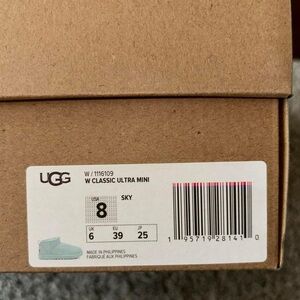 UGG
W / 1116109
W CLASSIC ULTRA MINI
USA
8
SKY
UK EU JP
6 39 25
MADE IN PHILIPPINES
FABRIQUE AUX PHILIPPINES
1 95719 28141 0